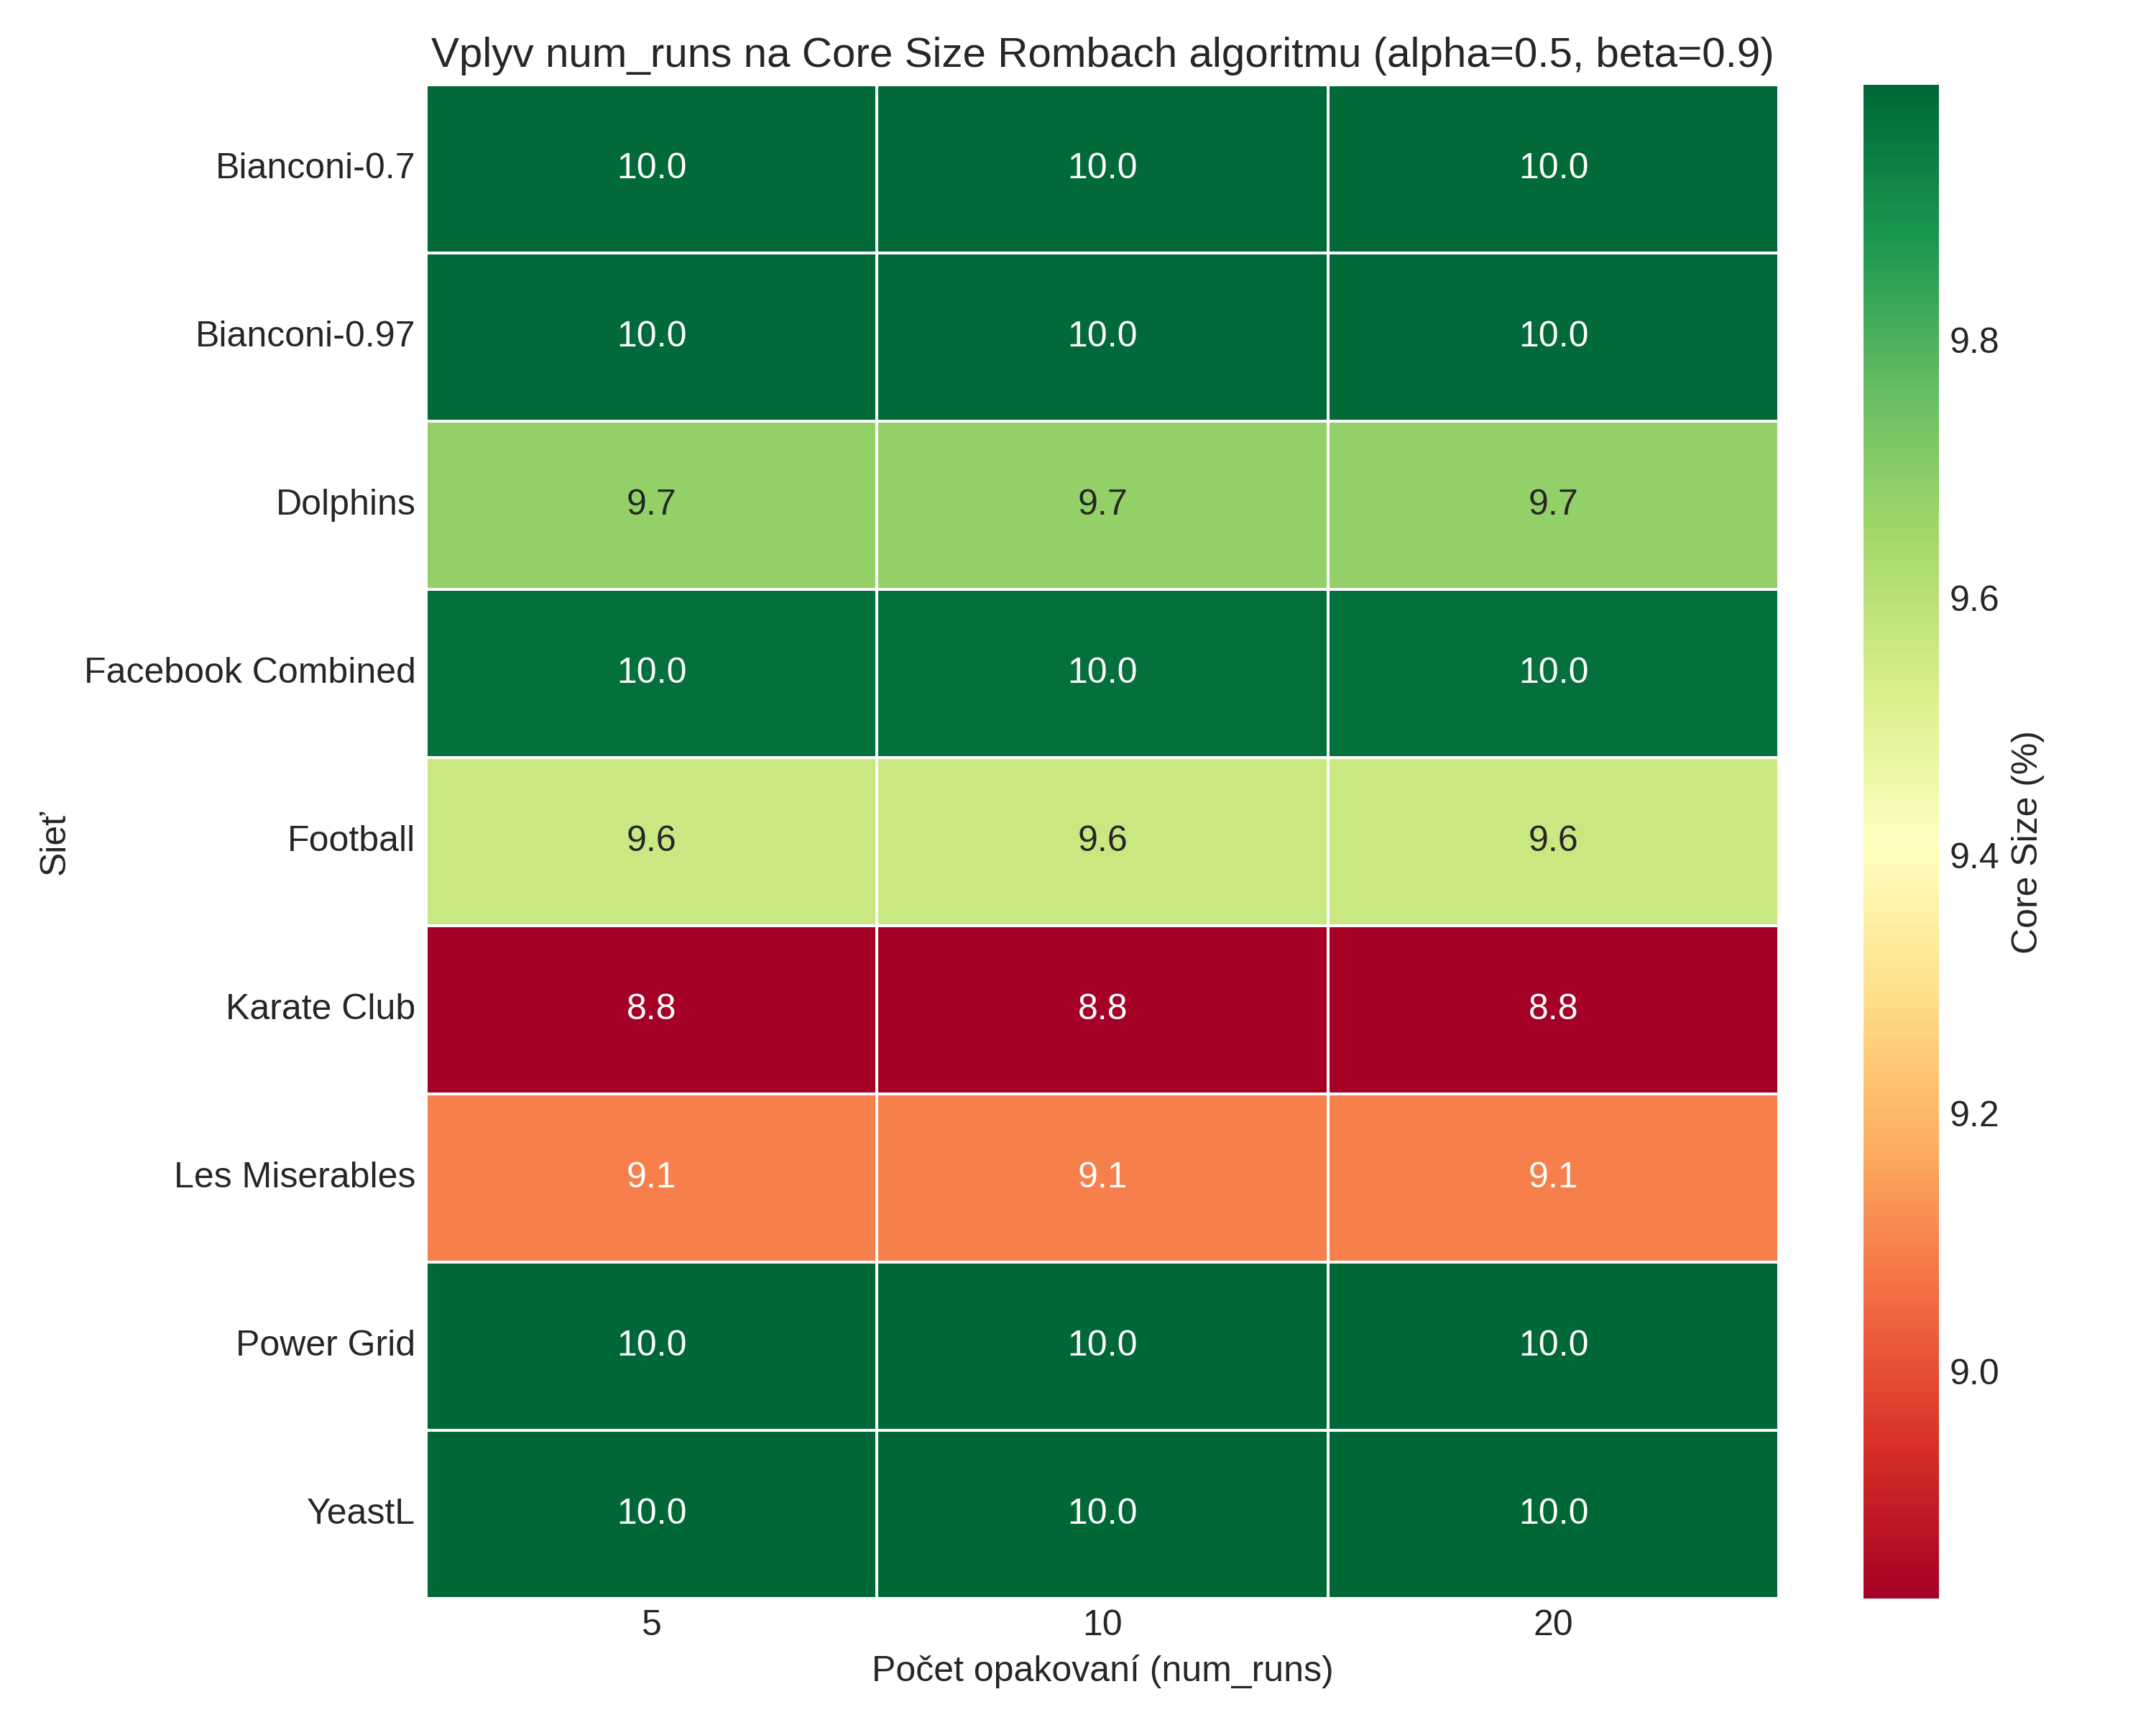 Vplyv num_runs na Core Size Rombach algoritmu (alpha=0.5, beta=0.9)
Bianconi-0.7 10.0 10.0 10.0
Bianconi-0.97 10.0 10.0 10.0
Dolphins 9.7 9.7 9.7
Facebook Combined 10.0 10.0 10.0
Football 9.6 9.6 9.6
Karate Club 8.8 8.8 8.8
Les Miserables 9.1 9.1 9.1
Power Grid 10.0 10.0 10.0
YeastL 10.0 10.0 10.0
5 10 20
Počet opakovaní (num_runs)
Sieť
9.8
9.6
9.4
9.2
9.0
Core Size (%)